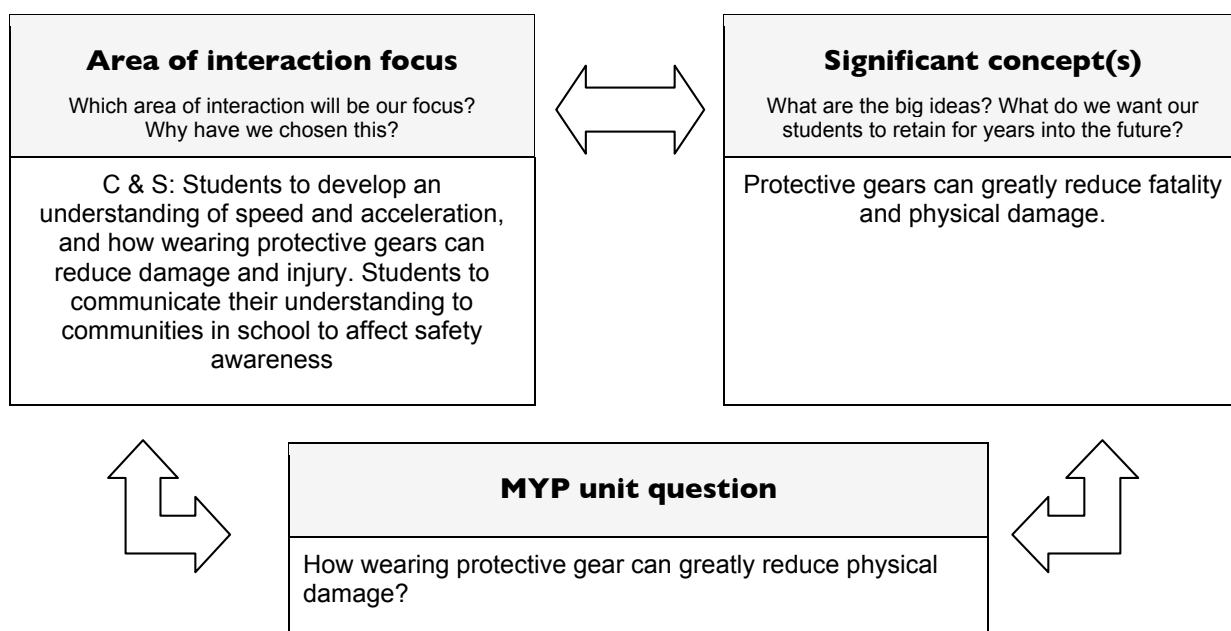 Area of interaction focus
Which area of interaction will be our focus?
Why have we chosen this?
C & S: Students to develop an
understanding of speed and acceleration,
and how wearing protective gears can
reduce damage and injury. Students to
communicate their understanding to
communities in school to affect safety
awareness
Significant concept(s)
What are the big ideas? What do we want our
students to retain for years into the future?
Protective gears can greatly reduce fatality
and physical damage.
MYP unit question
How wearing protective gear can greatly reduce physical
damage?